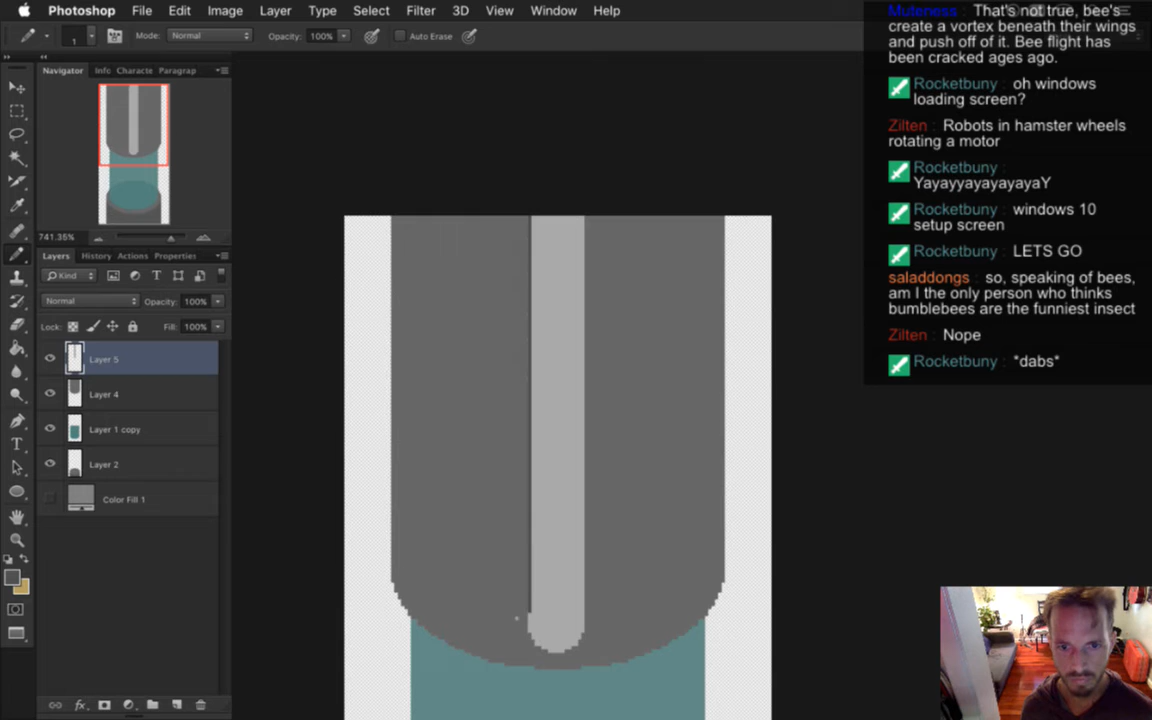 Photoshop File Edit Image Layer Type Select Filter 3D View Window Help
1 Mode: Normal Opacity: 100% Auto Erase
Navigator Info Characte Paragrap
741.35%
Layers History Actions Properties
Kind
Normal Opacity: 100%
Lock: Fill: 100%
Layer 5
Layer 4
Layer 1 copy
Layer 2
Color Fill 1
fx
Muteness : That's not true, bee's
create a vortex beneath their wings
and push off of it. Bee flight has
been cracked ages ago.
Rocketbuny : oh windows
loading screen?
Zilten : Robots in hamster wheels
rotating a motor
Rocketbuny :
YayayyayayayayaY
Rocketbuny : windows 10
setup screen
Rocketbuny : LETS GO
saladdongs : so, speaking of bees,
am I the only person who thinks
bumblebees are the funniest insect
Zilten : Nope
Rocketbuny : *dabs*